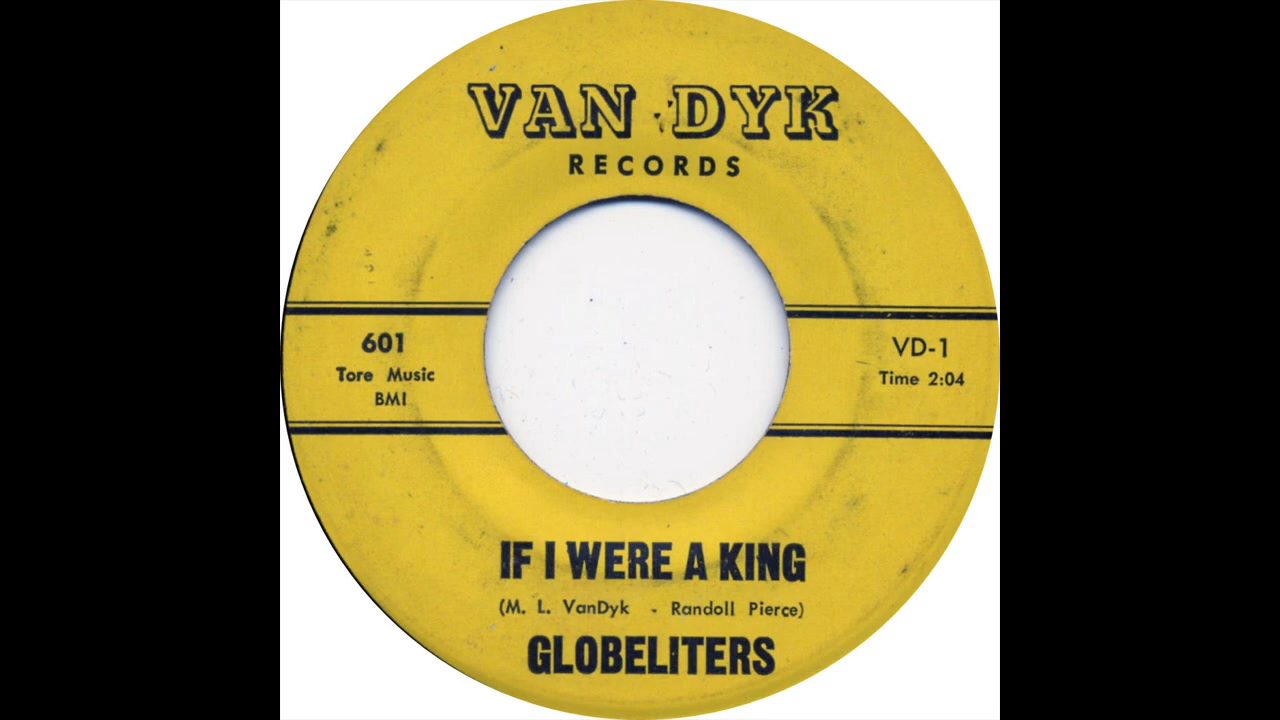 VAN DYK
RECORDS
601
Tore Music
BMI
VD-1
Time 2:04
IF I WERE A KING
(M. L. VanDyk - Randoll Pierce)
GLOBELITERS